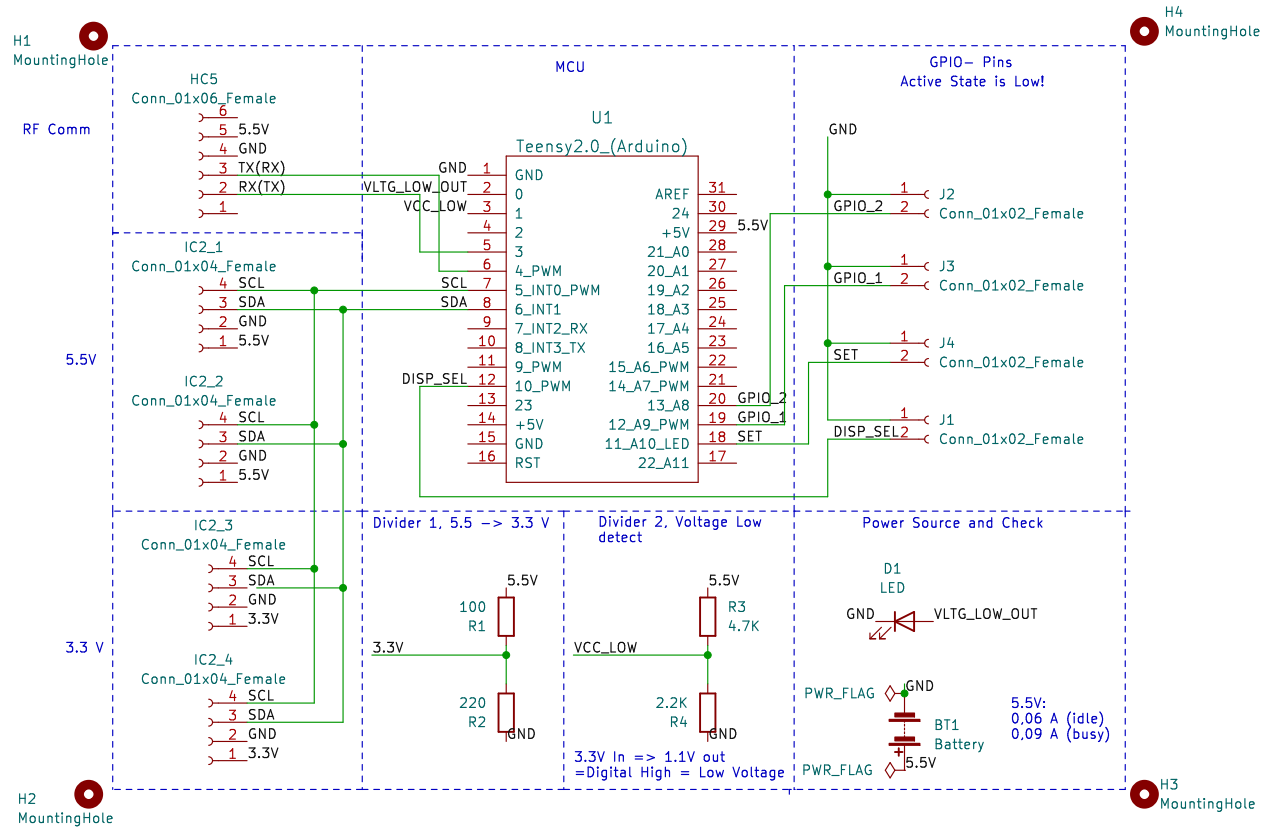 H1
MountingHole
H4
MountingHole
RF Comm
HC5
Conn_01x06_Female
6
5 5.5V
4 GND
3 TX(RX)
2 RX(TX)
1
5.5V
IC2_1
Conn_01x04_Female
4 SCL
3 SDA
2 GND
1 5.5V
IC2_2
Conn_01x04_Female
4 SCL
3 SDA
2 GND
1 5.5V
3.3 V
IC2_3
Conn_01x04_Female
4 SCL
3 SDA
2 GND
1 3.3V
IC2_4
Conn_01x04_Female
4 SCL
3 SDA
2 GND
1 3.3V
MCU
U1
Teensy2.0_(Arduino)
GND 1 GND
VLTG_LOW_OUT 2 0
VCC_LOW 3 1
4 2
5 3
6 4_PWM
SCL 7 5_INT0_PWM
SDA 8 6_INT1
9 7_INT2_RX
10 8_INT3_TX
11 9_PWM
DISP_SEL 12 10_PWM
13 23
14 +5V
15 GND
16 RST
AREF 31
24 30
+5V 29 5.5V
21_A0 28
20_A1 27
19_A2 26
18_A3 25
17_A4 24
16_A5 23
15_A6_PWM 22
14_A7_PWM 21
13_A8 20 GPIO_2
12_A9_PWM 19 GPIO_1
11_A10_LED 18 SET
22_A11 17
GPIO- Pins
Active State is Low!
GND
1 J2
GPIO_2 2 Conn_01x02_Female
1 J3
GPIO_1 2 Conn_01x02_Female
1 J4
SET 2 Conn_01x02_Female
1 J1
DISP_SEL 2 Conn_01x02_Female
Divider 1, 5.5 -> 3.3 V
5.5V
100
R1
3.3V
220
R2
GND
Divider 2, Voltage Low
detect
5.5V
R3
4.7K
VCC_LOW
2.2K
R4
GND
3.3V In => 1.1V out
=Digital High = Low Voltage
Power Source and Check
D1
LED
GND
VLTG_LOW_OUT
PWR_FLAG
GND
BT1
Battery
+
5.5V
PWR_FLAG
5.5V:
0,06 A (idle)
0,09 A (busy)
H2
MountingHole
H3
MountingHole